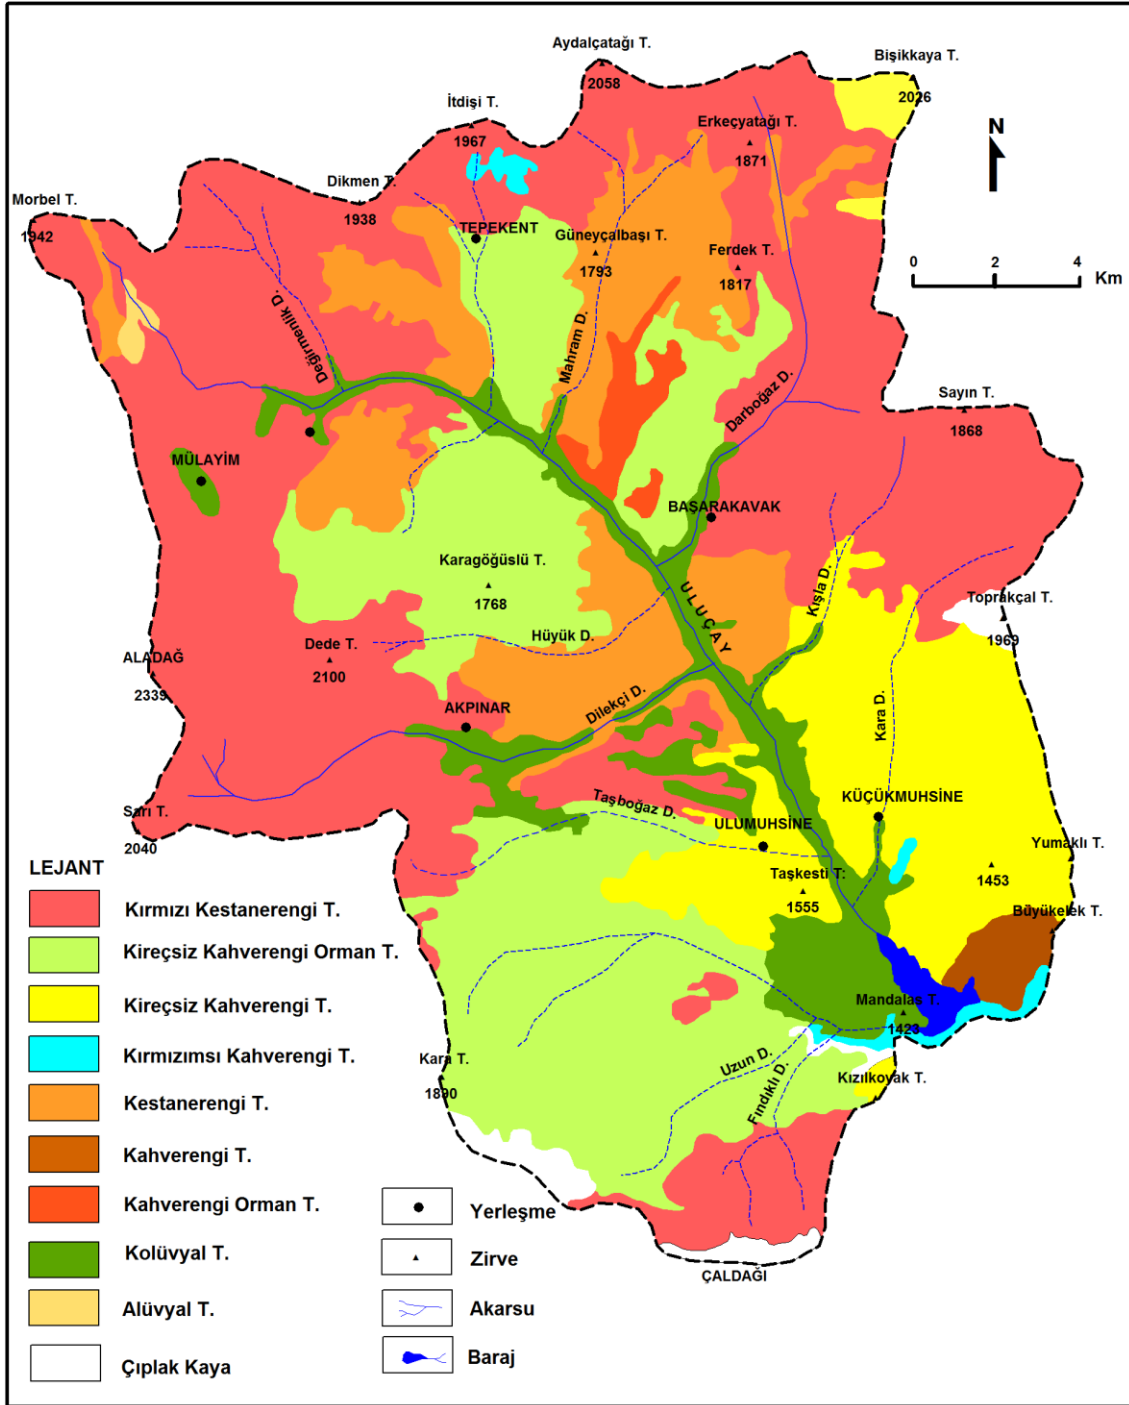 Aydalçatağı T.
2058
Bişikkaya T.
2026
İtdişi T.
1967
Erkeçyatağı T.
1871
N
Dikmen T.
1938
Morbel T.
1942
TEPEKENT
Güneyçalbaşı T.
1793
Ferdek T.
1817
0 2 4
Km
Değirmenlik D.
Mahram D.
Darboğaz D.
Sayın T.
1868
MÜLAYİM
BAŞARAKAVAK
Karagöğüslü T.
1768
ULUÇAY
Kışla D.
Toprakçal T.
1969
Hüyük D.
Dede T.
2100
ALADAĞ
2339
AKPINAR
Dilekçi D.
Kara D.
Taşboğaz D.
KÜÇÜKMUHSİNE
ULUMUHSİNE
Sarı T.
2040
Yumaklı T.
Taşkesti T.
1555
1453
Büyükelek T.
Mandalas T.
1423
Kara T.
1890
Uzun D.
Fındıklı D.
Kızılkoyak T.
ÇALDAĞI
LEJANT
Kırmızı Kestanerengi T.
Kireçsiz Kahverengi Orman T.
Kireçsiz Kahverengi T.
Kırmızımsı Kahverengi T.
Kestanerengi T.
Kahverengi T.
Kahverengi Orman T.
Kolüvyal T.
Alüvyal T.
Çıplak Kaya
Yerleşme
Zirve
Akarsu
Baraj